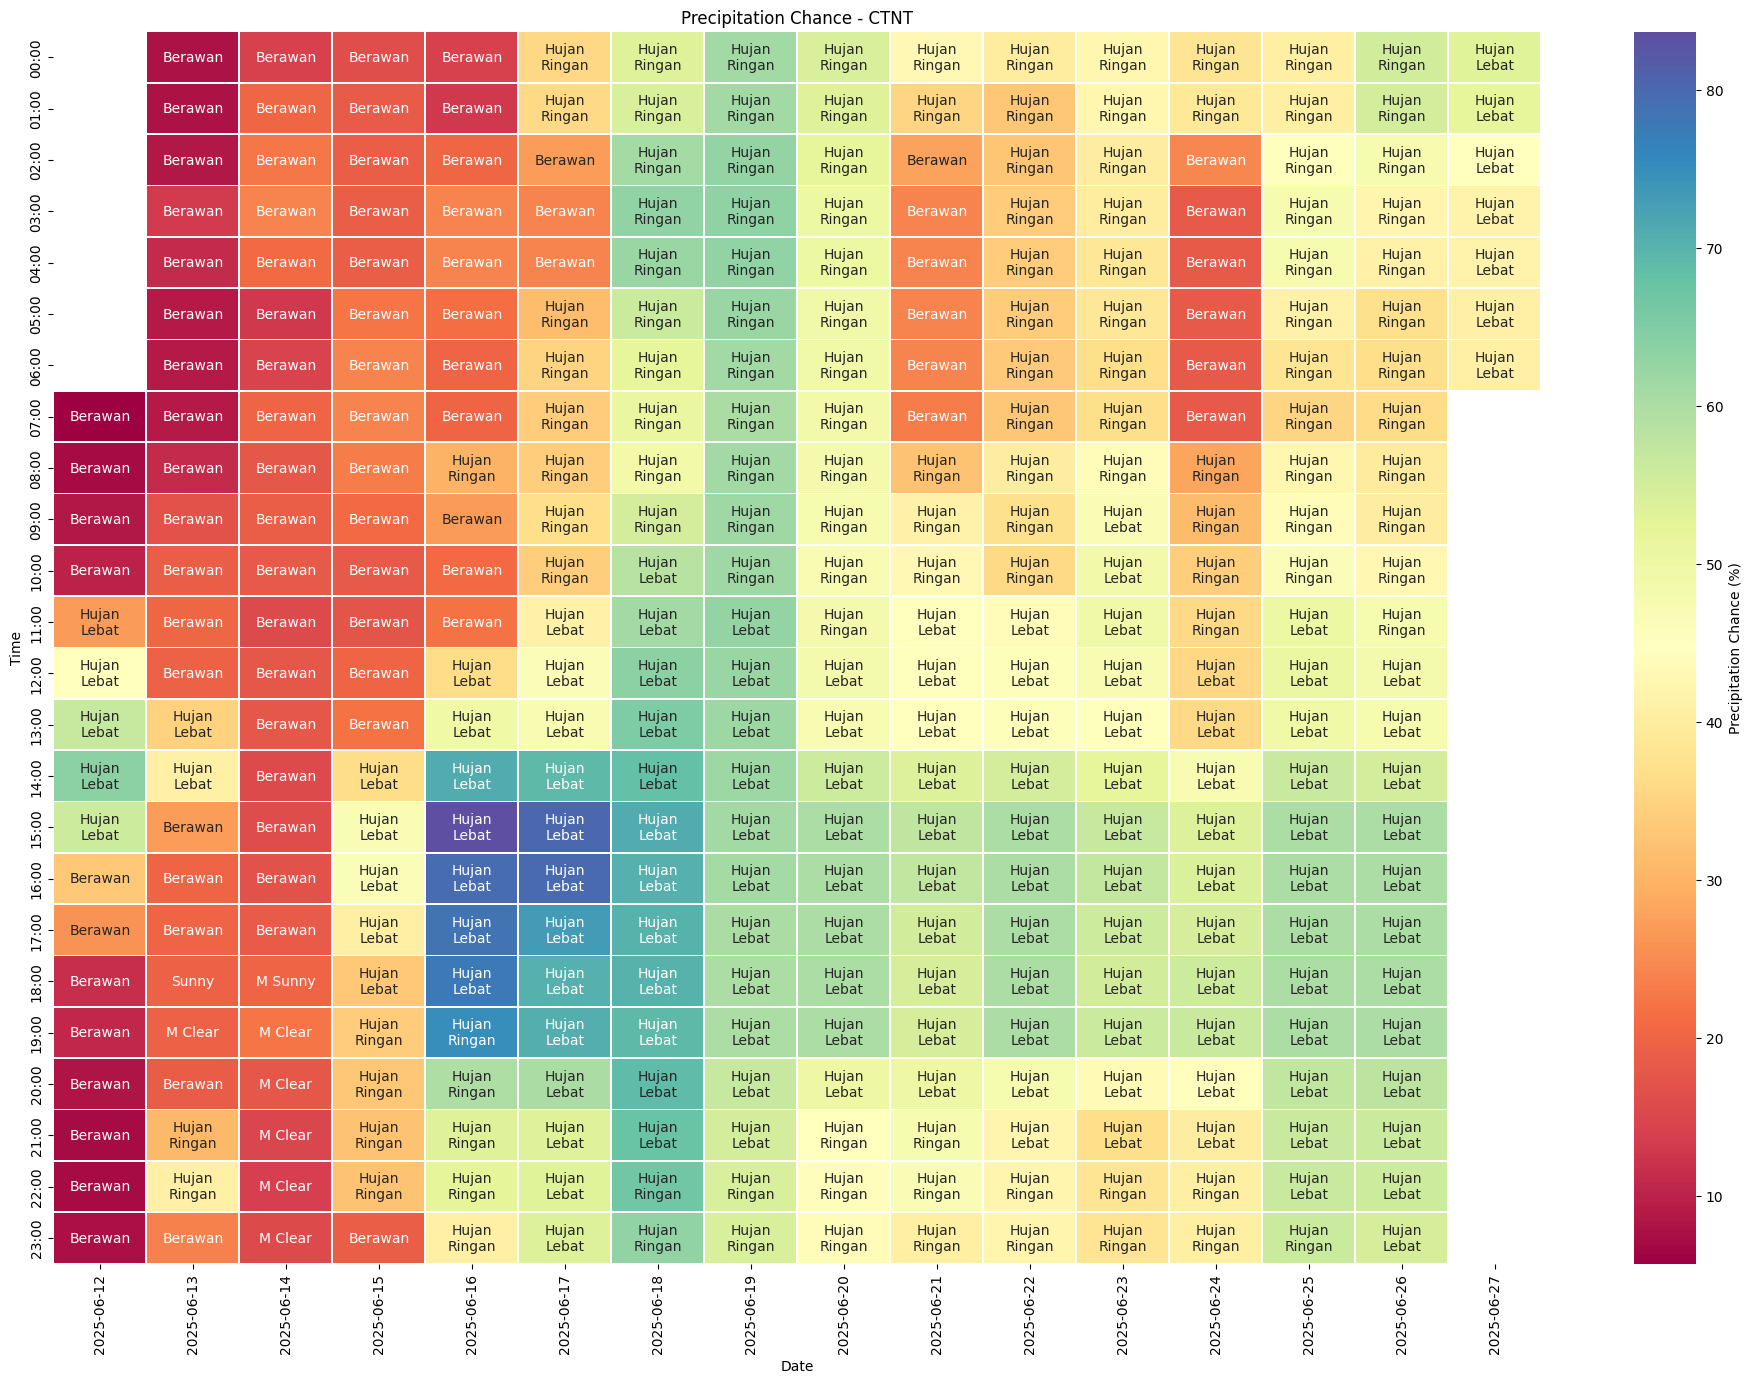 Precipitation Chance - CTNT
00:00 Berawan Berawan Berawan Berawan Hujan Ringan Hujan Ringan Hujan Ringan Hujan Ringan Hujan Ringan Hujan Ringan Hujan Ringan Hujan Ringan Hujan Ringan Hujan Ringan Hujan Lebat
01:00 Berawan Berawan Berawan Berawan Hujan Ringan Hujan Ringan Hujan Ringan Hujan Ringan Hujan Ringan Hujan Ringan Hujan Ringan Hujan Ringan Hujan Ringan Hujan Ringan Hujan Lebat
02:00 Berawan Berawan Berawan Berawan Berawan Hujan Ringan Hujan Ringan Hujan Ringan Berawan Hujan Ringan Hujan Ringan Berawan Hujan Ringan Hujan Ringan Hujan Lebat
03:00 Berawan Berawan Berawan Berawan Berawan Hujan Ringan Hujan Ringan Hujan Ringan Berawan Hujan Ringan Hujan Ringan Berawan Hujan Ringan Hujan Ringan Hujan Lebat
04:00 Berawan Berawan Berawan Berawan Berawan Hujan Ringan Hujan Ringan Hujan Ringan Berawan Hujan Ringan Hujan Ringan Berawan Hujan Ringan Hujan Ringan Hujan Lebat
05:00 Berawan Berawan Berawan Berawan Hujan Ringan Hujan Ringan Hujan Ringan Hujan Ringan Berawan Hujan Ringan Hujan Ringan Berawan Hujan Ringan Hujan Ringan Hujan Lebat
06:00 Berawan Berawan Berawan Berawan Hujan Ringan Hujan Ringan Hujan Ringan Hujan Ringan Berawan Hujan Ringan Hujan Ringan Berawan Hujan Ringan Hujan Ringan Hujan Lebat
07:00 Berawan Berawan Berawan Berawan Berawan Hujan Ringan Hujan Ringan Hujan Ringan Hujan Ringan Berawan Hujan Ringan Hujan Ringan Berawan Hujan Ringan Hujan Ringan
08:00 Berawan Berawan Berawan Berawan Hujan Ringan Hujan Ringan Hujan Ringan Hujan Ringan Hujan Ringan Hujan Ringan Hujan Ringan Hujan Ringan Hujan Ringan Hujan Ringan Hujan Ringan
09:00 Berawan Berawan Berawan Berawan Berawan Hujan Ringan Hujan Ringan Hujan Ringan Hujan Ringan Hujan Ringan Hujan Ringan Hujan Lebat Hujan Ringan Hujan Ringan Hujan Ringan
10:00 Berawan Berawan Berawan Berawan Berawan Hujan Ringan Hujan Lebat Hujan Ringan Hujan Ringan Hujan Ringan Hujan Ringan Hujan Lebat Hujan Ringan Hujan Ringan Hujan Ringan
11:00 Hujan Lebat Berawan Berawan Berawan Berawan Hujan Lebat Hujan Lebat Hujan Lebat Hujan Ringan Hujan Lebat Hujan Lebat Hujan Lebat Hujan Ringan Hujan Lebat Hujan Ringan
12:00 Hujan Lebat Berawan Berawan Berawan Hujan Lebat Hujan Lebat Hujan Lebat Hujan Lebat Hujan Lebat Hujan Lebat Hujan Lebat Hujan Lebat Hujan Lebat Hujan Lebat Hujan Lebat
13:00 Hujan Lebat Hujan Lebat Berawan Berawan Hujan Lebat Hujan Lebat Hujan Lebat Hujan Lebat Hujan Lebat Hujan Lebat Hujan Lebat Hujan Lebat Hujan Lebat Hujan Lebat Hujan Lebat
14:00 Hujan Lebat Hujan Lebat Berawan Hujan Lebat Hujan Lebat Hujan Lebat Hujan Lebat Hujan Lebat Hujan Lebat Hujan Lebat Hujan Lebat Hujan Lebat Hujan Lebat Hujan Lebat Hujan Lebat
15:00 Hujan Lebat Berawan Berawan Hujan Lebat Hujan Lebat Hujan Lebat Hujan Lebat Hujan Lebat Hujan Lebat Hujan Lebat Hujan Lebat Hujan Lebat Hujan Lebat Hujan Lebat Hujan Lebat
16:00 Berawan Berawan Berawan Hujan Lebat Hujan Lebat Hujan Lebat Hujan Lebat Hujan Lebat Hujan Lebat Hujan Lebat Hujan Lebat Hujan Lebat Hujan Lebat Hujan Lebat Hujan Lebat
17:00 Berawan Berawan Berawan Hujan Lebat Hujan Lebat Hujan Lebat Hujan Lebat Hujan Lebat Hujan Lebat Hujan Lebat Hujan Lebat Hujan Lebat Hujan Lebat Hujan Lebat Hujan Lebat
18:00 Berawan Sunny M Sunny Hujan Lebat Hujan Lebat Hujan Lebat Hujan Lebat Hujan Lebat Hujan Lebat Hujan Lebat Hujan Lebat Hujan Lebat Hujan Lebat Hujan Lebat Hujan Lebat
19:00 Berawan M Clear M Clear Hujan Ringan Hujan Ringan Hujan Lebat Hujan Lebat Hujan Lebat Hujan Lebat Hujan Lebat Hujan Lebat Hujan Lebat Hujan Lebat Hujan Lebat Hujan Lebat
20:00 Berawan Berawan M Clear Hujan Ringan Hujan Ringan Hujan Lebat Hujan Lebat Hujan Lebat Hujan Lebat Hujan Lebat Hujan Lebat Hujan Lebat Hujan Lebat Hujan Lebat Hujan Lebat
21:00 Berawan Hujan Ringan M Clear Hujan Ringan Hujan Ringan Hujan Lebat Hujan Lebat Hujan Lebat Hujan Ringan Hujan Ringan Hujan Lebat Hujan Lebat Hujan Lebat Hujan Lebat Hujan Lebat
22:00 Berawan Hujan Ringan M Clear Hujan Ringan Hujan Ringan Hujan Lebat Hujan Ringan Hujan Ringan Hujan Ringan Hujan Ringan Hujan Ringan Hujan Ringan Hujan Ringan Hujan Lebat Hujan Lebat
23:00 Berawan Berawan M Clear Berawan Hujan Ringan Hujan Lebat Hujan Ringan Hujan Ringan Hujan Ringan Hujan Ringan Hujan Ringan Hujan Ringan Hujan Ringan Hujan Ringan Hujan Lebat
Time
2025-06-12 2025-06-13 2025-06-14 2025-06-15 2025-06-16 2025-06-17 2025-06-18 2025-06-19 2025-06-20 2025-06-21 2025-06-22 2025-06-23 2025-06-24 2025-06-25 2025-06-26 2025-06-27
Date
80
70
60
50
40
30
20
10
Precipitation Chance (%)